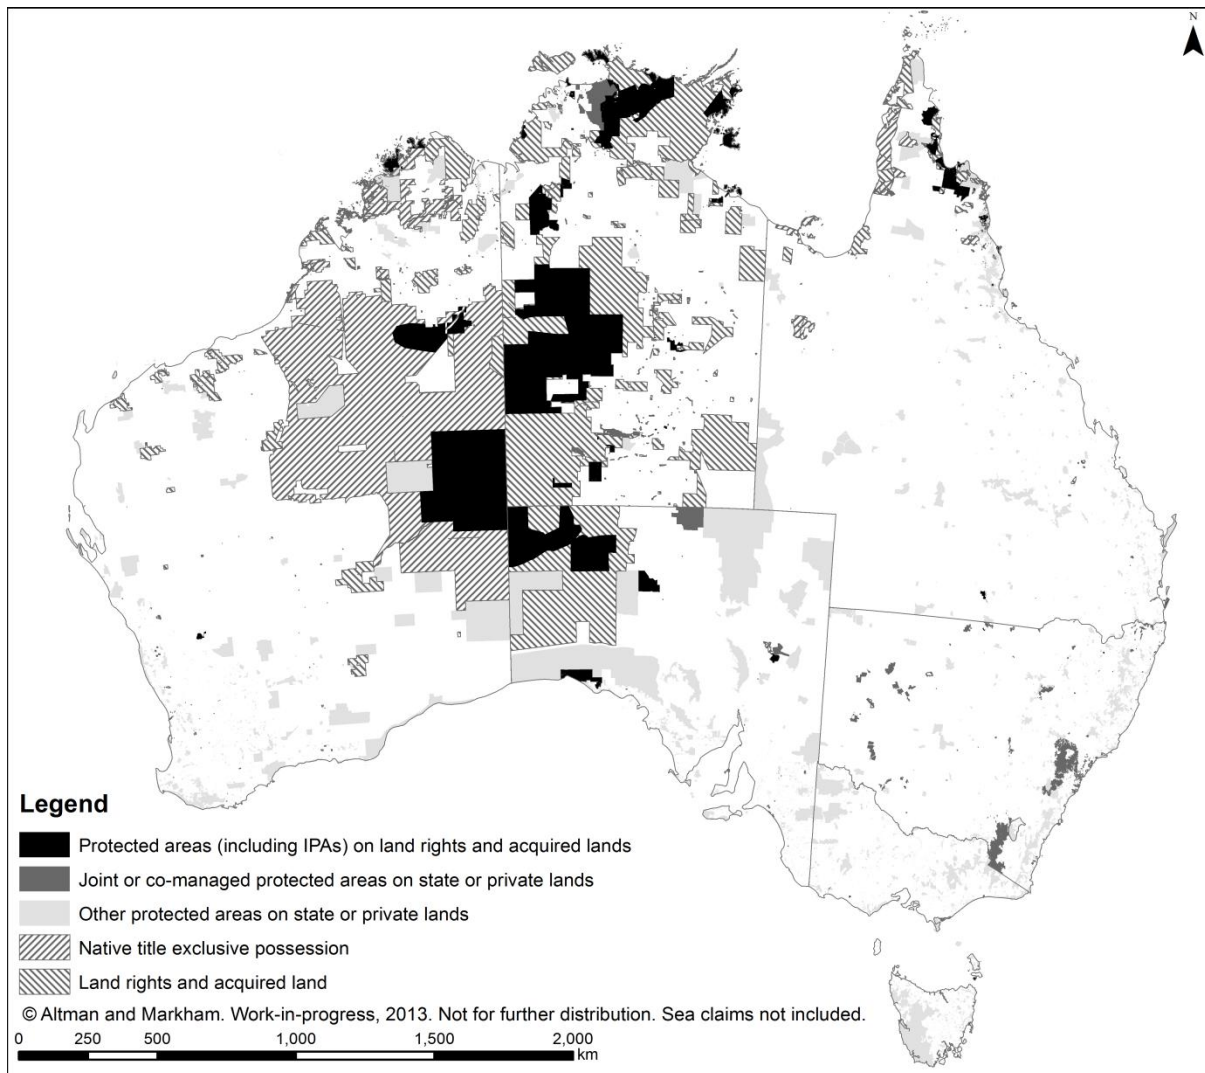 N
Legend
Protected areas (including IPAs) on land rights and acquired lands
Joint or co-managed protected areas on state or private lands
Other protected areas on state or private lands
Native title exclusive possession
Land rights and acquired land
© Altman and Markham. Work-in-progress, 2013. Not for further distribution. Sea claims not included.
0 250 500 1,000 1,500 2,000
km